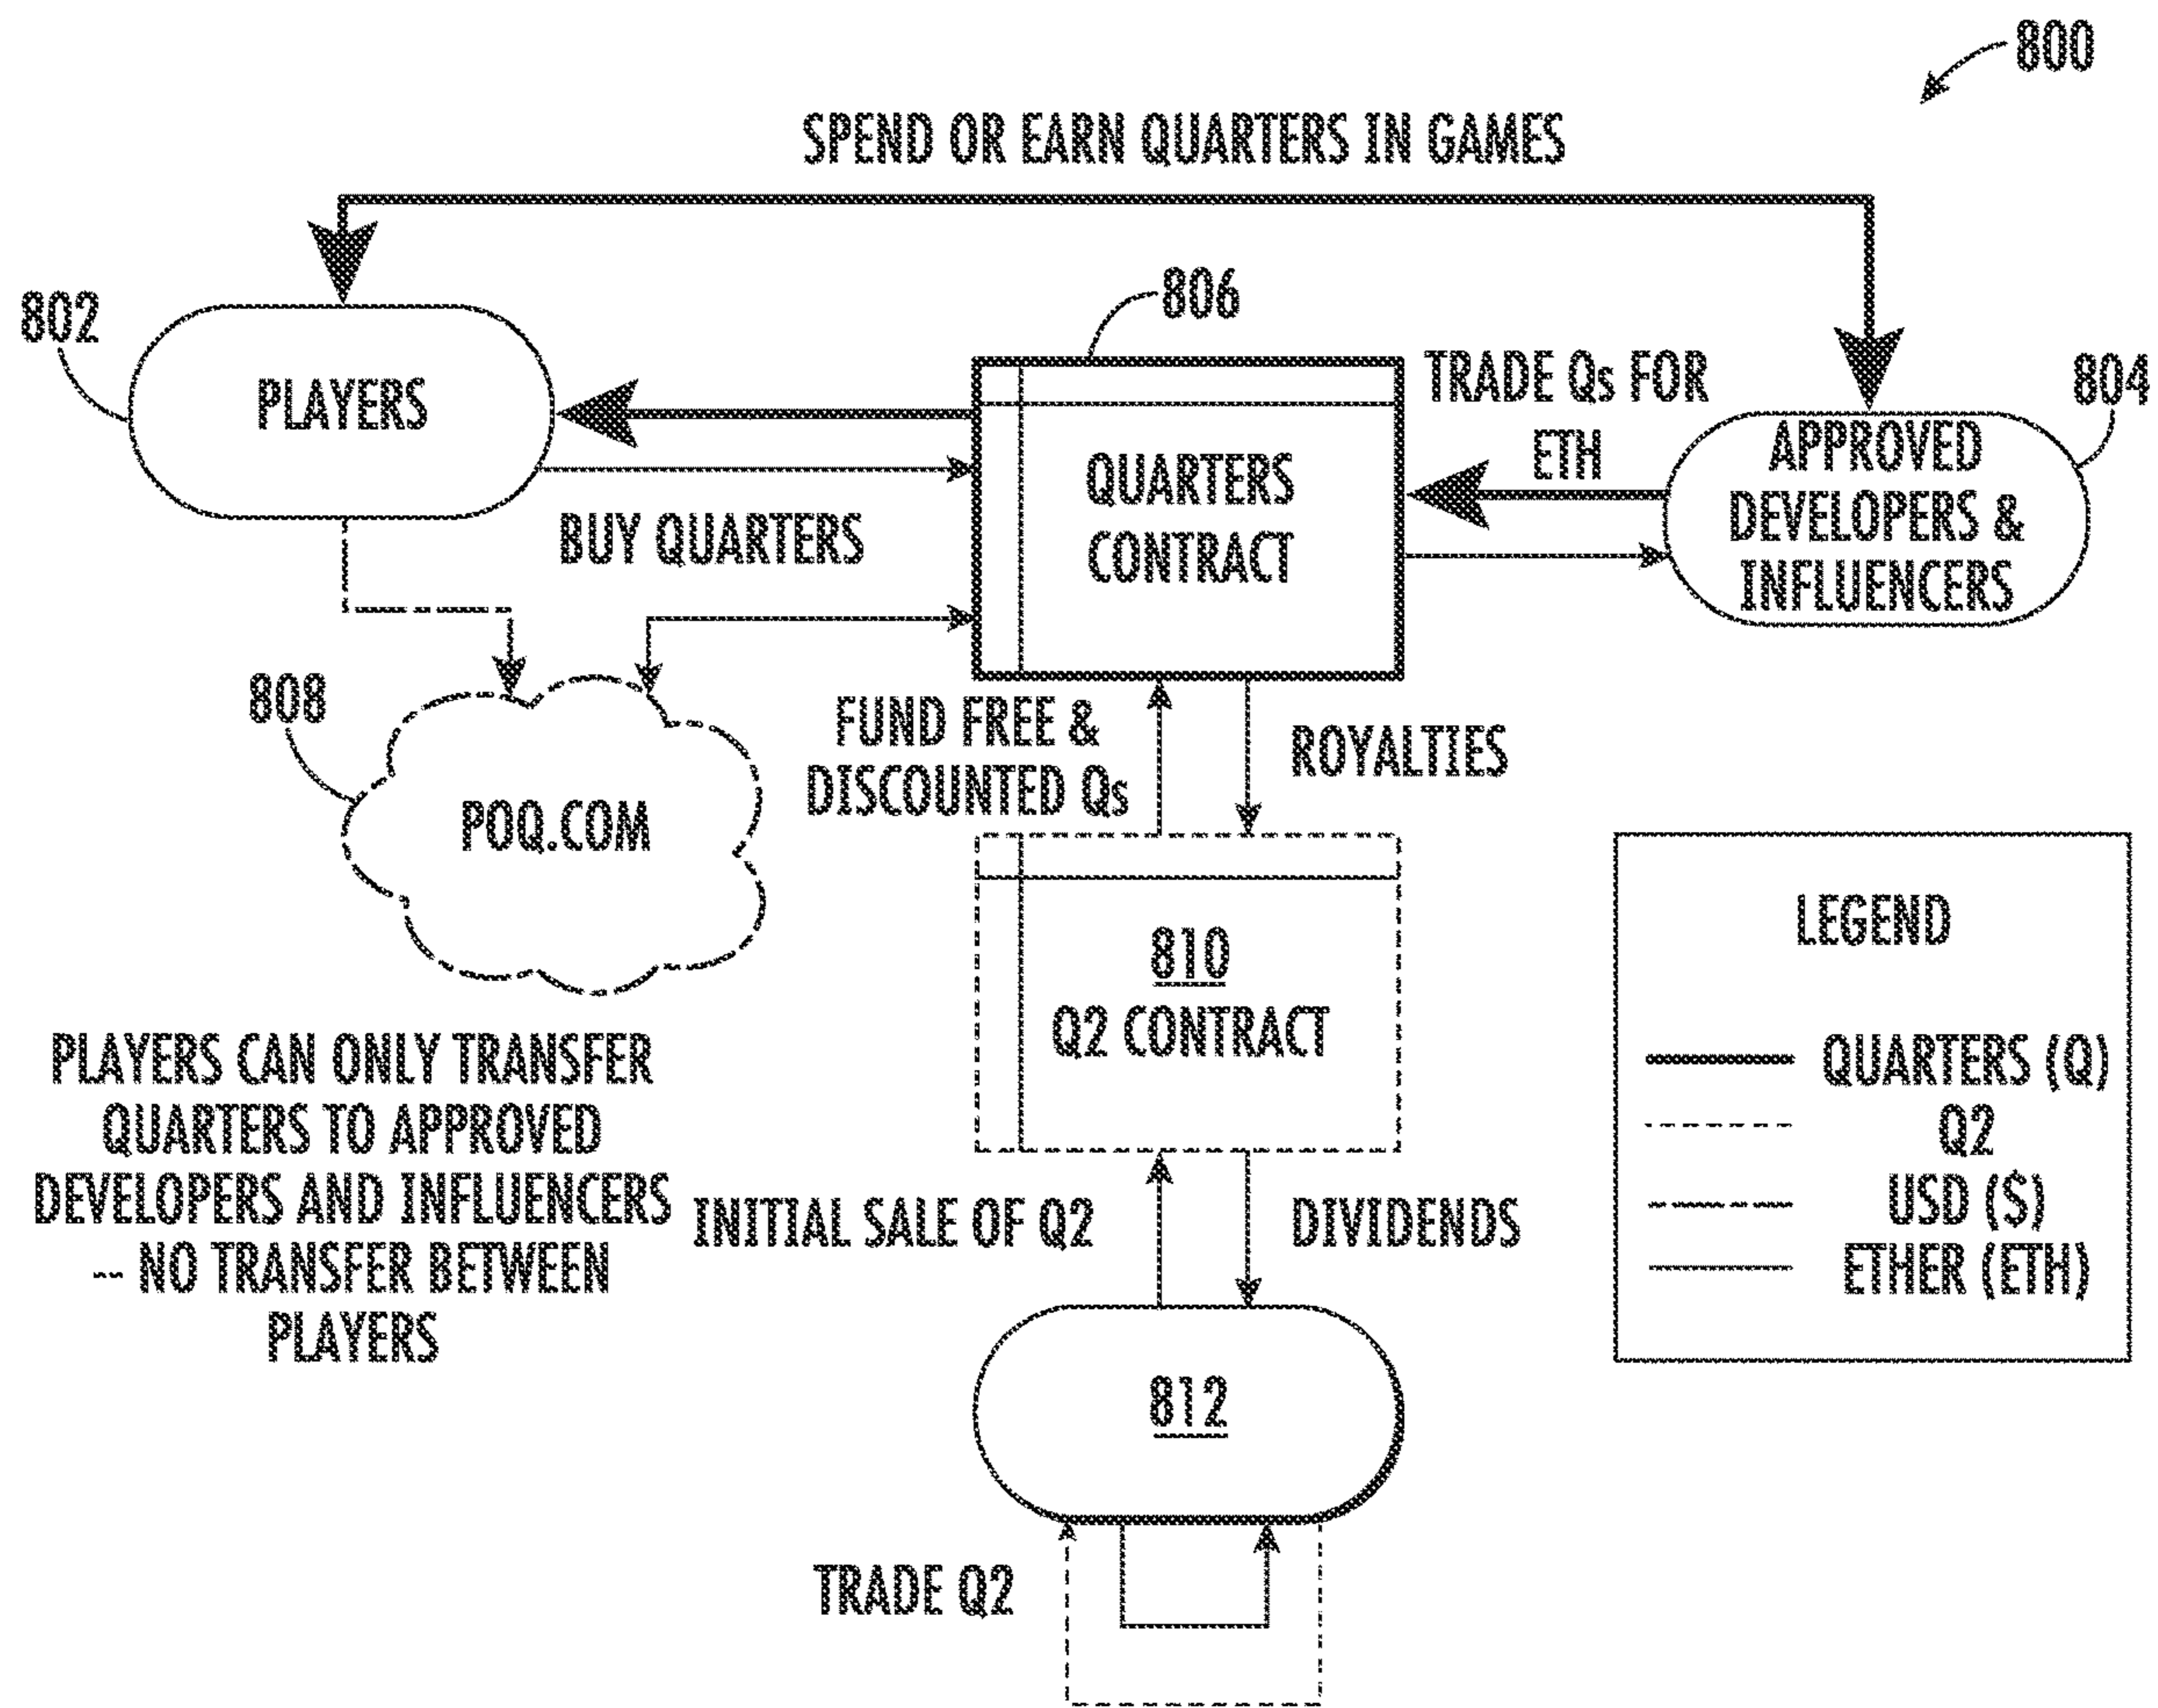 800
SPEND OR EARN QUARTERS IN GAMES
802
806
PLAYERS
TRADE Qs FOR
ETH
804
QUARTERS
CONTRACT
APPROVED
DEVELOPERS &
INFLUENCERS
BUY QUARTERS
808
POQ.COM
FUND FREE &
DISCOUNTED Qs
ROYALTIES
810
Q2 CONTRACT
LEGEND
QUARTERS (Q)
Q2
USD ($)
ETHER (ETH)
PLAYERS CAN ONLY TRANSFER
QUARTERS TO APPROVED
DEVELOPERS AND INFLUENCERS
-- NO TRANSFER BETWEEN
PLAYERS
INITIAL SALE OF Q2
DIVIDENDS
812
TRADE Q2